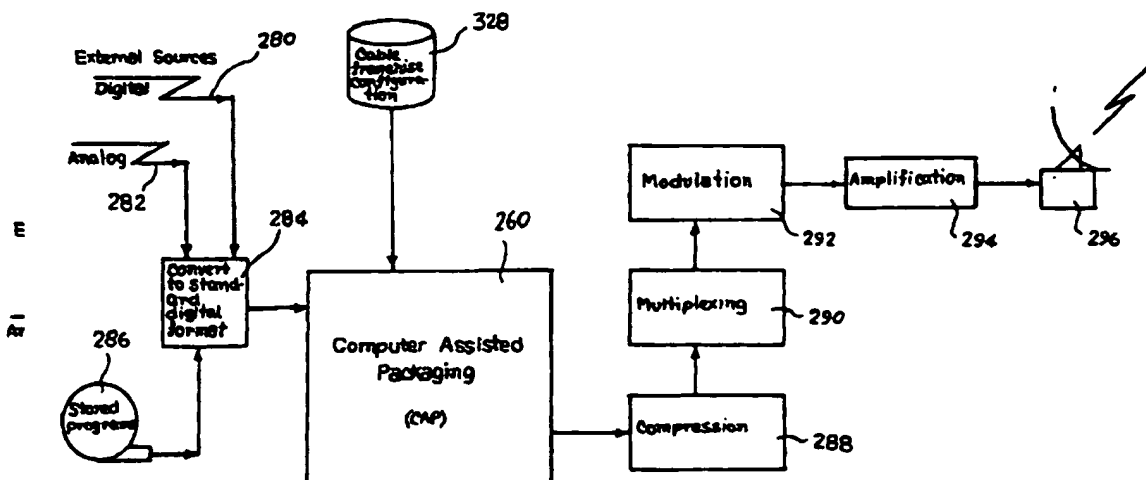 External Sources
280
Digital
Analog
282
328
Cable
franchise
configura-
tion
284
Convert
to stand-
ard
digital
format
286
Stored
programs
260
Computer Assisted
Packaging
(CAP)
Modulation
292
Amplification
294
296
Multiplexing
290
Compression
288